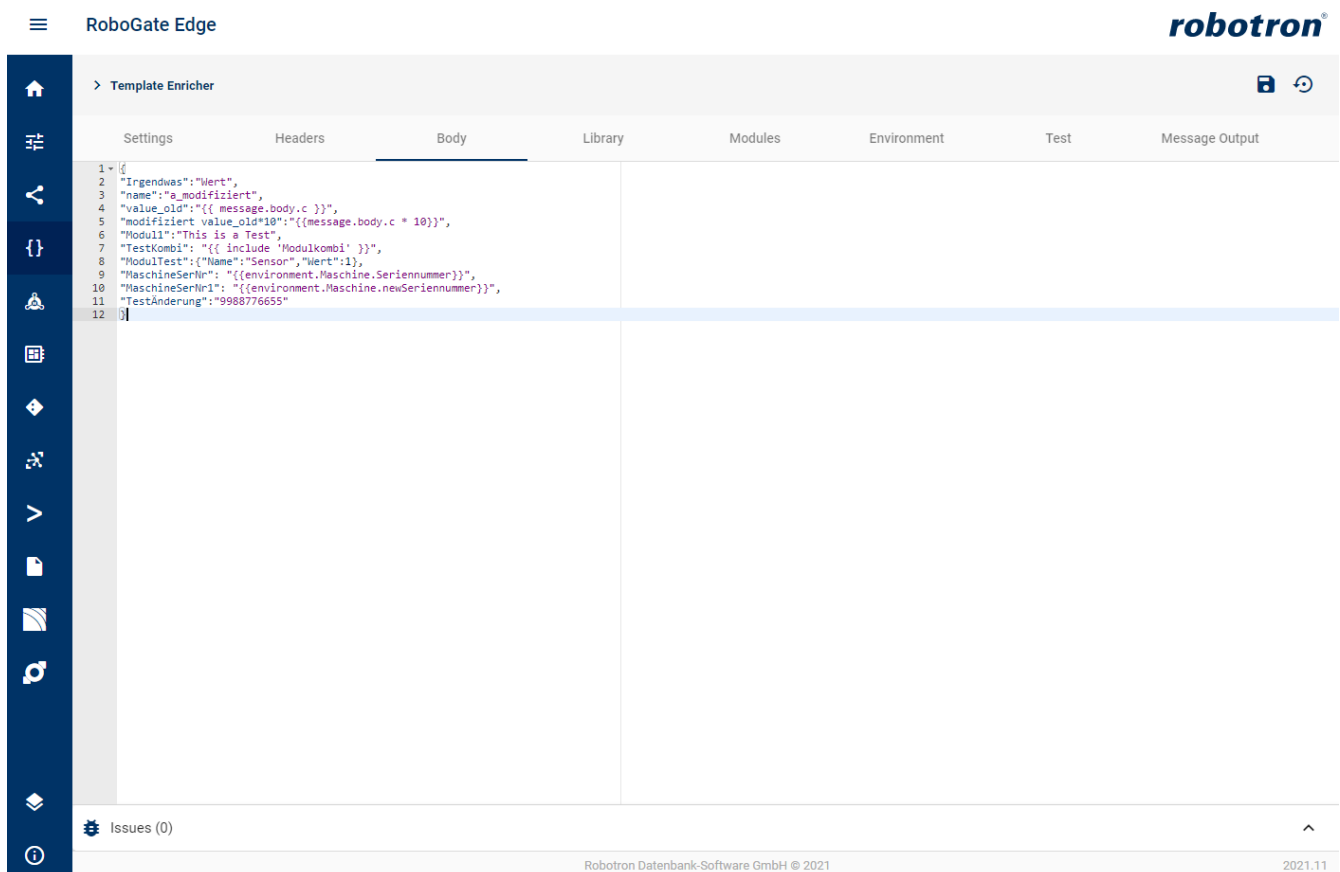 RoboGate Edge
robotron®
Template Enricher
Settings Headers Body Library Modules Environment Test Message Output
1 {
2 "Irgendwas":"Wert",
3 "name":"a_modifiziert",
4 "value_old":"{{ message.body.c }}",
5 "modifiziert value_old*10":"{{message.body.c * 10}}",
6 "Modul1":"This is a Test",
7 "TestKombi": "{{ include 'Modulkombi' }}",
8 "ModulTest":{"Name":"Sensor","Wert":1},
9 "MaschineSerNr": "{{environment.Maschine.Seriennummer}}",
10 "MaschineSerNr1": "{{environment.Maschine.newSeriennummer}}",
11 "TestÄnderung":"9988776655"
12 }
Issues (0)
Robotron Datenbank-Software GmbH © 2021
2021.11